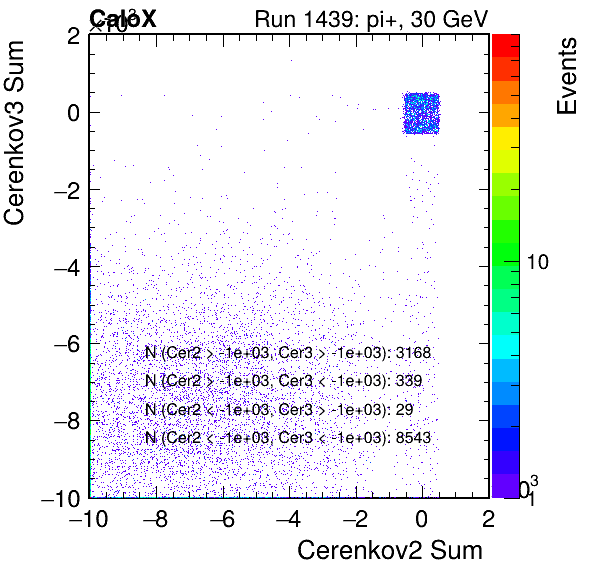 CaloX Run 1439: pi+, 30 GeV
×10³
Cerenkov3 Sum
2
0
−2
−4
−6
−8
−10
N (Cer2 > -1e+03, Cer3 > -1e+03): 3168
N (Cer2 > -1e+03, Cer3 < -1e+03): 339
N (Cer2 < -1e+03, Cer3 > -1e+03): 29
N (Cer2 < -1e+03, Cer3 < -1e+03): 8543
−10 −8 −6 −4 −2 0 2
Cerenkov2 Sum
Events
10
1